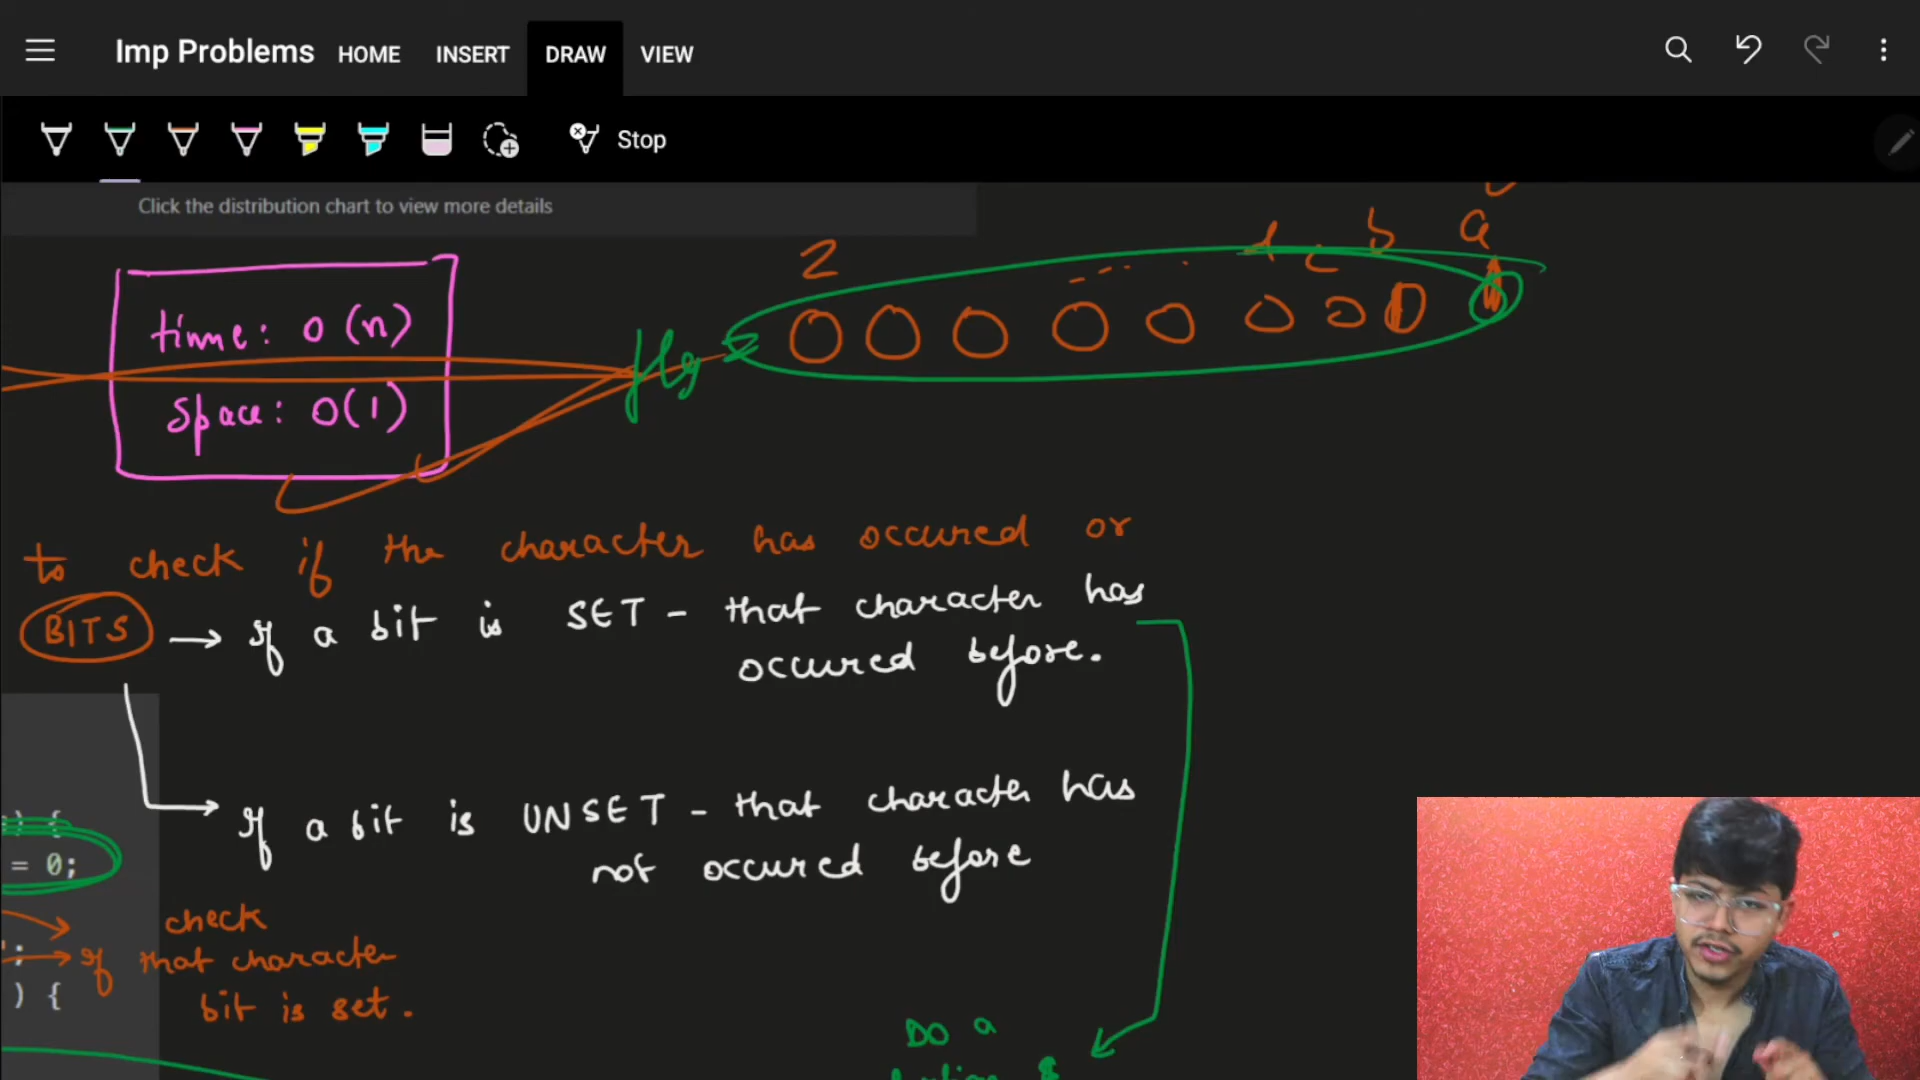 Imp Problems HOME INSERT DRAW VIEW
Stop
Click the distribution chart to view more details
z d c b a
time: O(n)
space: O(1)
flg
to check if the character has occured or
BITS → If a bit is SET - that character has
occured before.
If a bit is UNSET - that character has
not occured before
) {
= 0;
check
; If that character
) { bit is set.
DO a
&